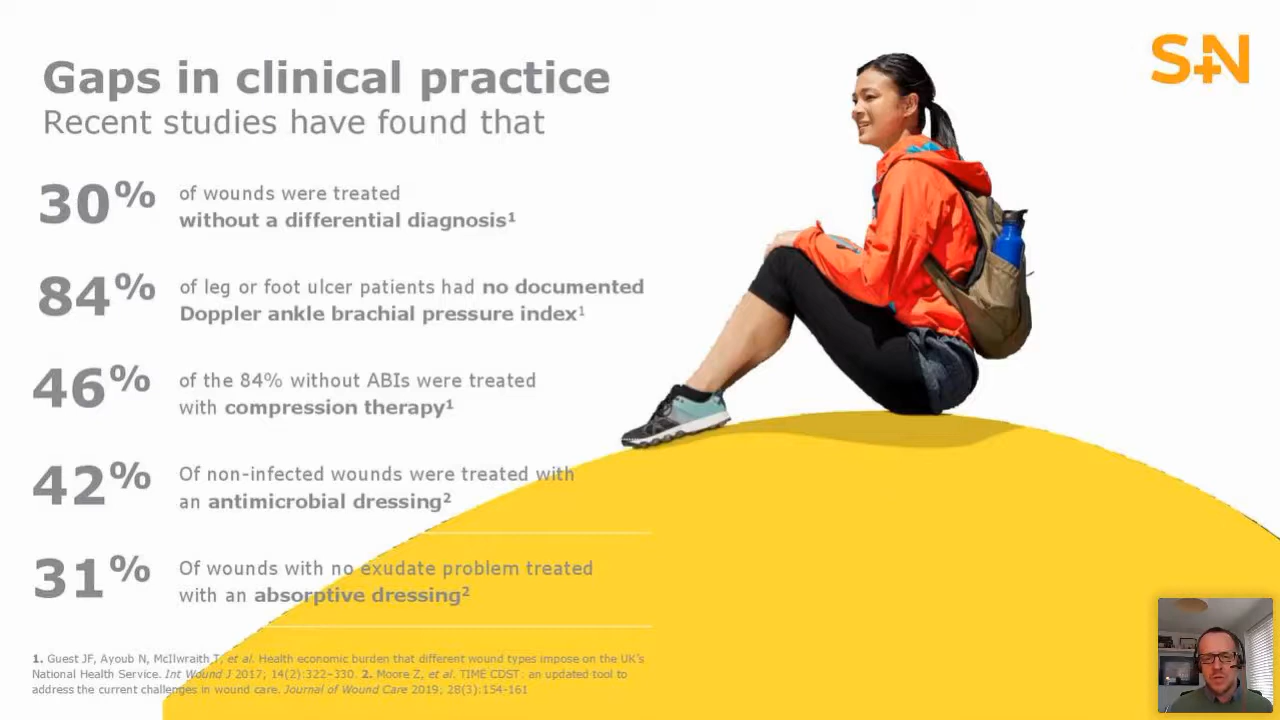 S+N
Gaps in clinical practice
Recent studies have found that
30% of wounds were treated
without a differential diagnosis¹
84% of leg or foot ulcer patients had no documented
Doppler ankle brachial pressure index¹
46% of the 84% without ABIs were treated
with compression therapy¹
42% Of non-infected wounds were treated with
an antimicrobial dressing²
31% Of wounds with no exudate problem treated
with an absorptive dressing²
1. Guest JF, Ayoub N, McIlwraith T, et al. Health economic burden that different wound types impose on the UK's
National Health Service. Int Wound J 2017; 14(2):322–330. 2. Moore Z, et al. TIME CDST: an updated tool to
address the current challenges in wound care. Journal of Wound Care 2019; 28(3):154-161